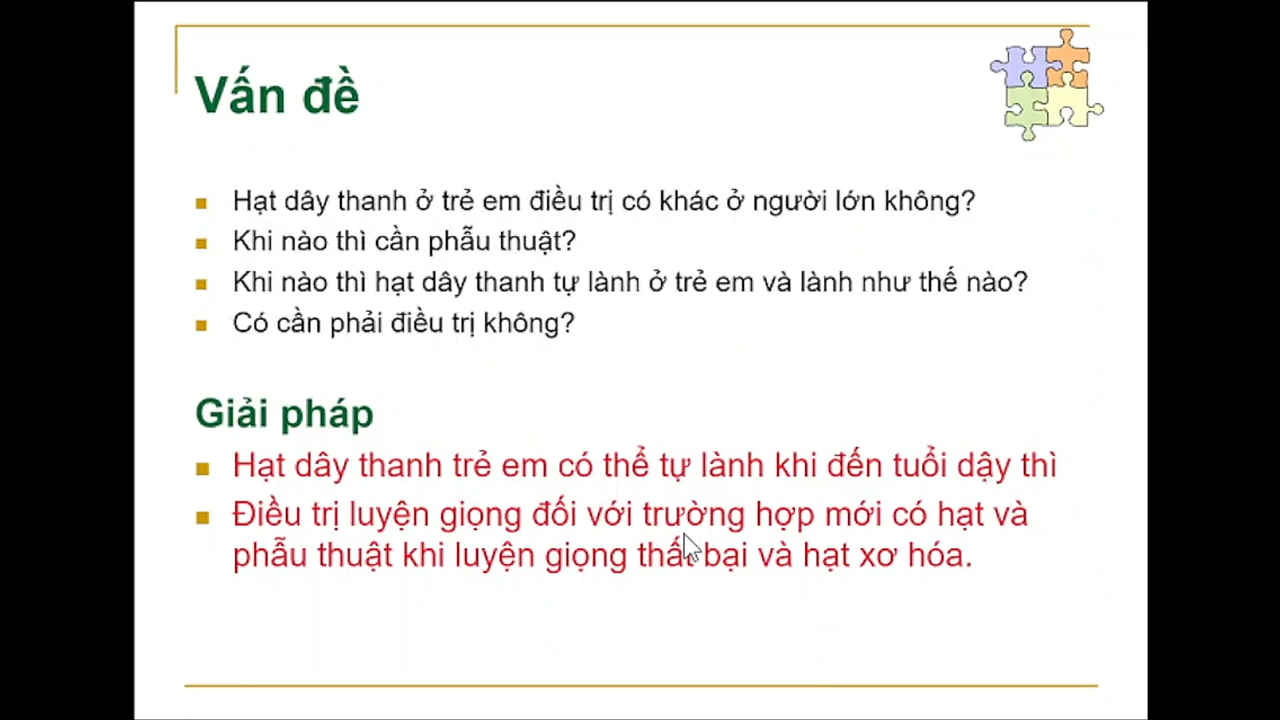 Vấn đề
Hạt dây thanh ở trẻ em điều trị có khác ở người lớn không?
Khi nào thì cần phẫu thuật?
Khi nào thì hạt dây thanh tự lành ở trẻ em và lành như thế nào?
Có cần phải điều trị không?
Giải pháp
Hạt dây thanh trẻ em có thể tự lành khi đến tuổi dậy thì
Điều trị luyện giọng đối với trường hợp mới có hạt và
phẫu thuật khi luyện giọng thất bại và hạt xơ hóa.